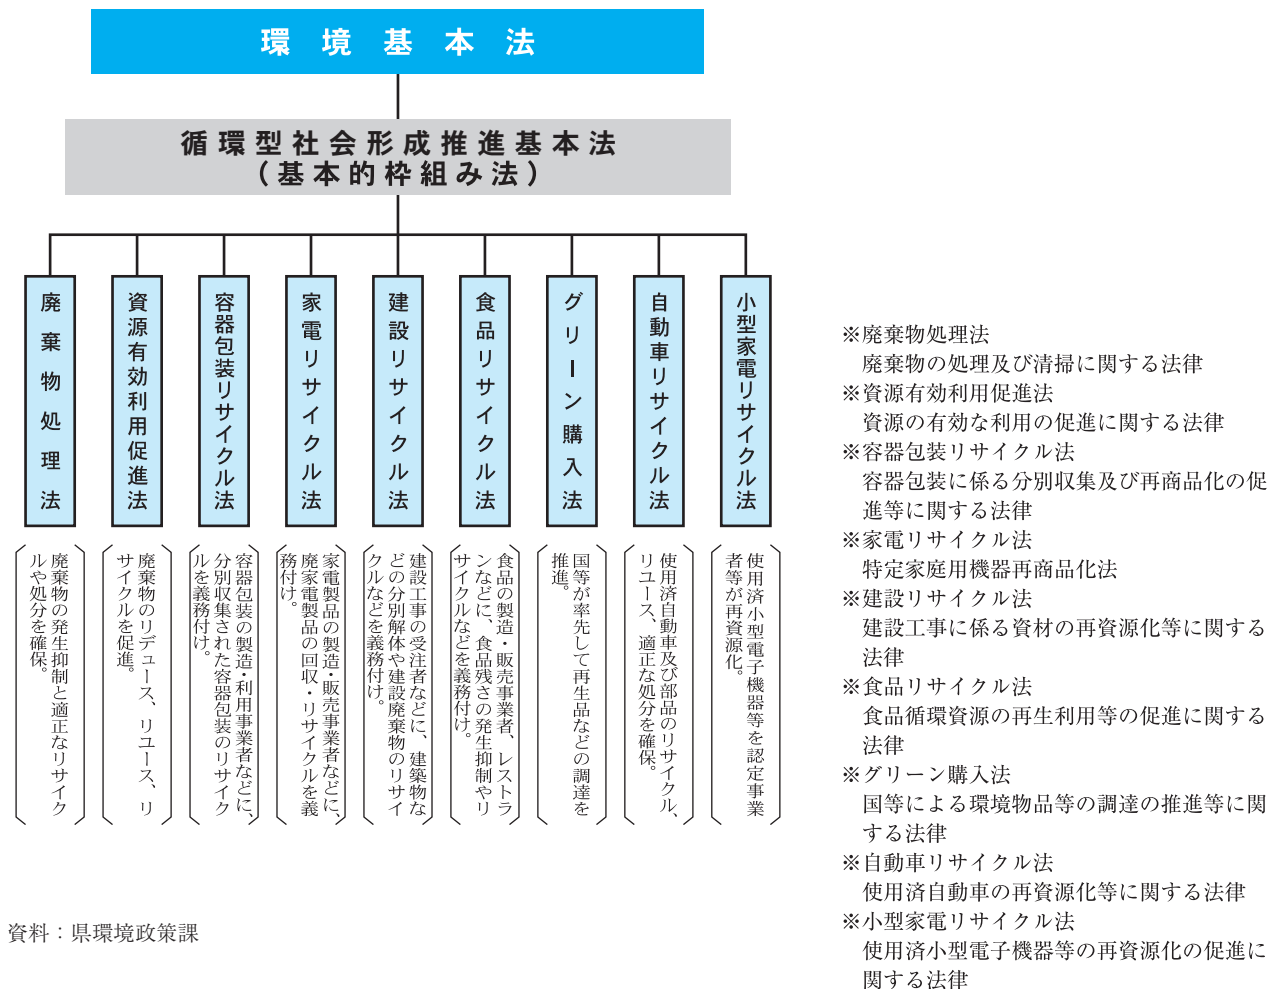 環境基本法
循環型社会形成推進基本法
（基本的枠組み法）
廃棄物処理法
資源有効利用促進法
容器包装リサイクル法
家電リサイクル法
建設リサイクル法
食品リサイクル法
グリーン購入法
自動車リサイクル法
小型家電リサイクル法
廃棄物の発生抑制と適正なリサイク
ルや処分を確保。
廃棄物のリデュース、リユース、リ
サイクルを促進。
容器包装の製造・利用事業者などに、
分別収集された容器包装のリサイク
ルを義務付け。
家電製品の製造・販売事業者などに、
廃家電製品の回収・リサイクルを義
務付け。
建設工事の受注者などに、建築物な
どの分別解体や建設廃棄物のリサイ
クルなどを義務付け。
食品の製造・販売事業者、レストラ
ンなどに、食品残さの発生抑制やリ
サイクルなどを義務付け。
国等が率先して再生品などの調達を
推進。
使用済自動車及び部品のリサイクル、
リユース、適正な処分を確保。
使用済小型電子機器等を認定事業
者等が再資源化。
※廃棄物処理法
廃棄物の処理及び清掃に関する法律
※資源有効利用促進法
資源の有効な利用の促進に関する法律
※容器包装リサイクル法
容器包装に係る分別収集及び再商品化の促
進等に関する法律
※家電リサイクル法
特定家庭用機器再商品化法
※建設リサイクル法
建設工事に係る資材の再資源化等に関する
法律
※食品リサイクル法
食品循環資源の再生利用等の促進に関する
法律
※グリーン購入法
国等による環境物品等の調達の推進等に関
する法律
※自動車リサイクル法
使用済自動車の再資源化等に関する法律
※小型家電リサイクル法
使用済小型電子機器等の再資源化の促進に
関する法律
資料：県環境政策課